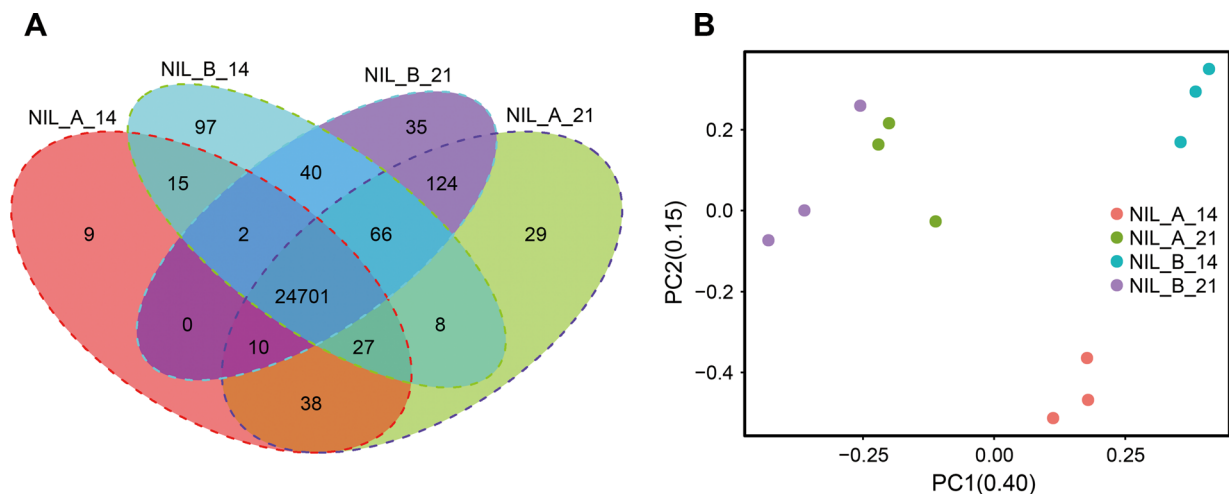 A
NIL_A_14
NIL_B_14
NIL_B_21
NIL_A_21
97
35
15
40
124
9
2
66
29
24701
0
10
27
8
38
B
PC2(0.15)
0.2
0.0
−0.2
−0.4
NIL_A_14
NIL_A_21
NIL_B_14
NIL_B_21
−0.25
0.00
0.25
PC1(0.40)